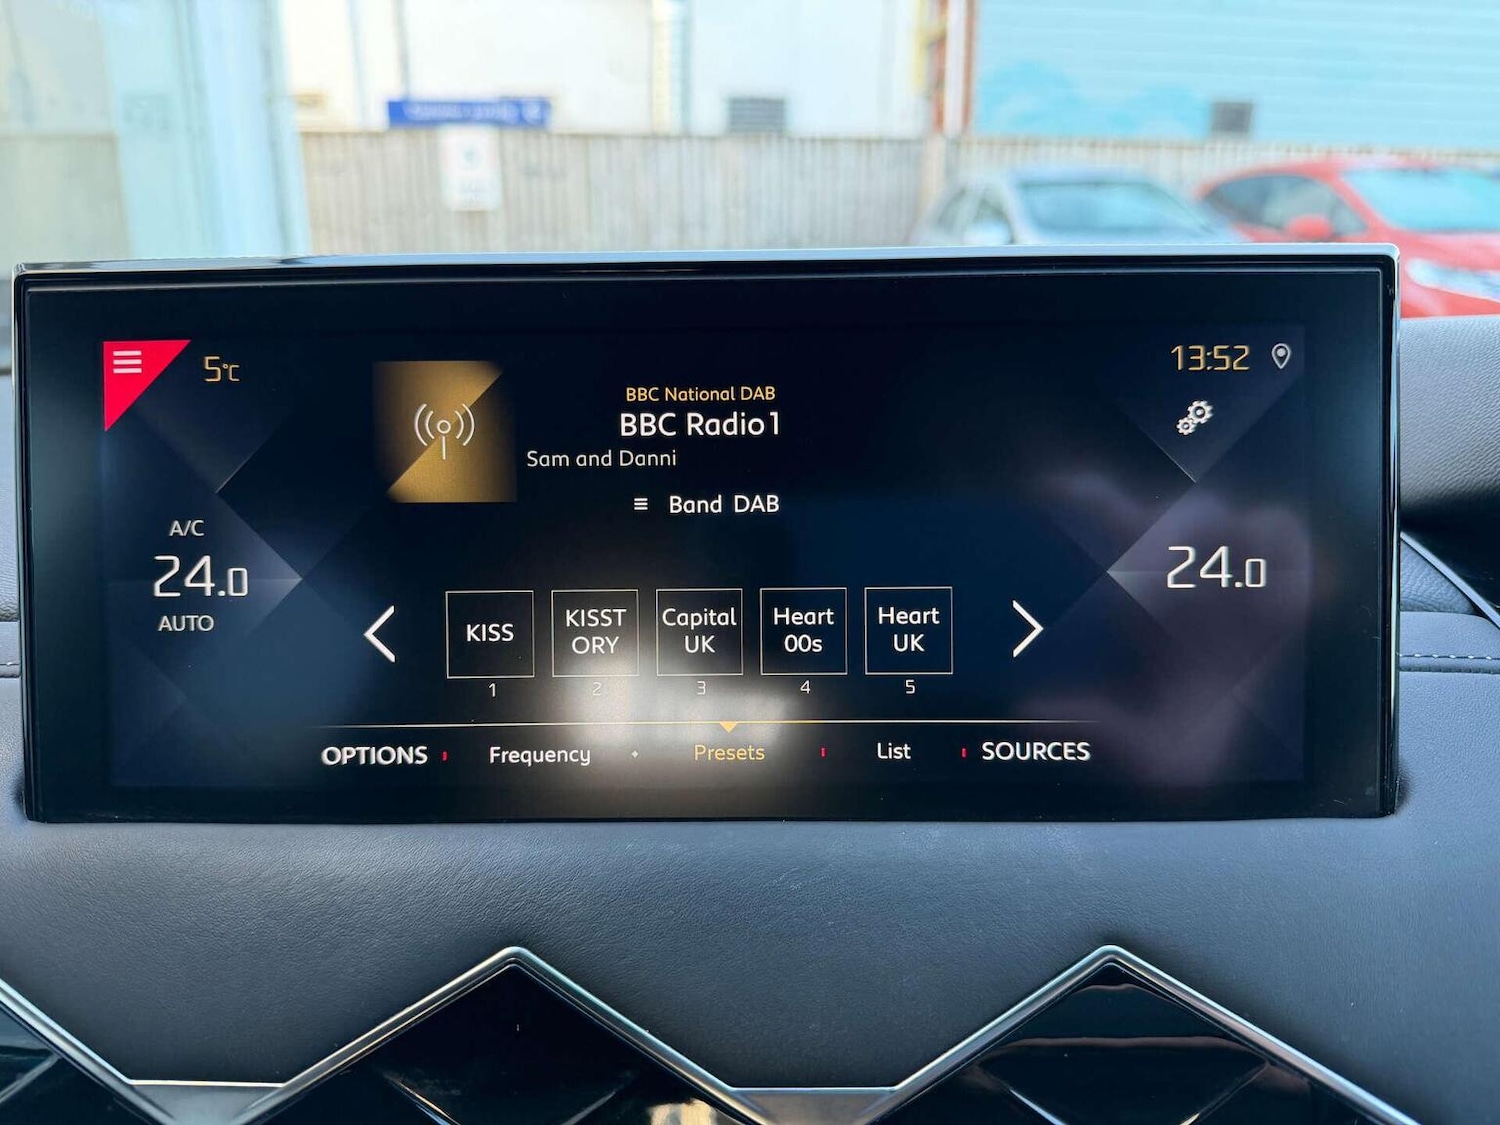 5°C
13:52
BBC National DAB
BBC Radio 1
Sam and Danni
Band DAB
A/C
24.0
AUTO
24.0
KISS
1
KISST
ORY
2
Capital
UK
3
Heart
00s
4
Heart
UK
5
OPTIONS
Frequency
Presets
List
SOURCES